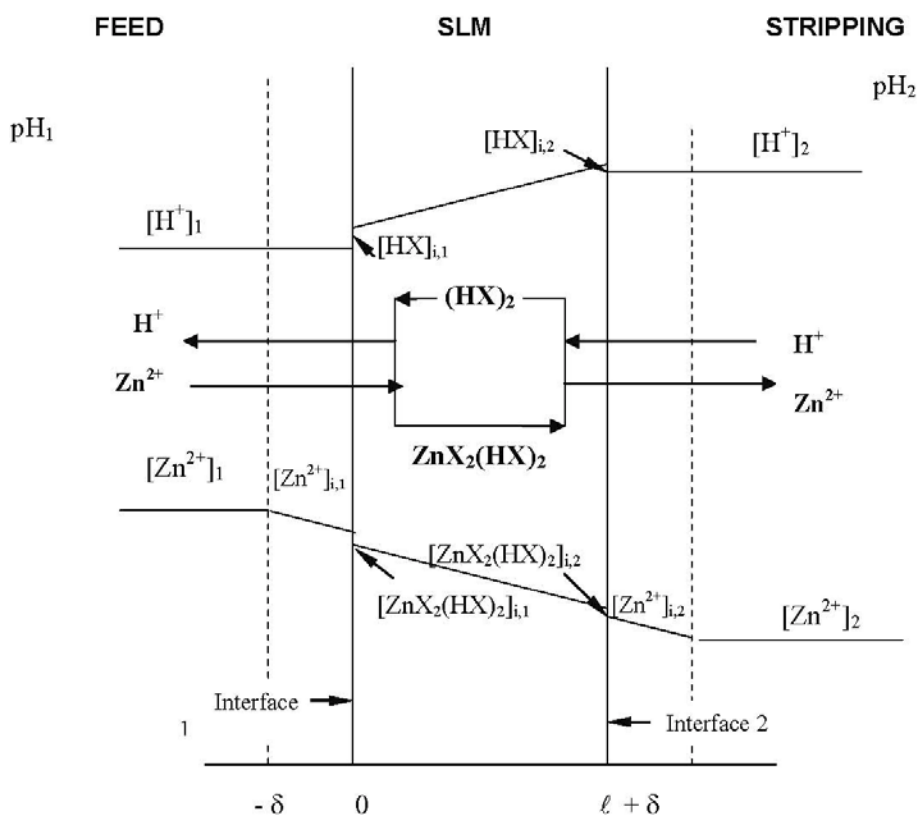 FEED SLM STRIPPING
pH₁ pH₂
[HX]i,2 [H⁺]₂
[H⁺]₁
[HX]i,1
(HX)₂
H⁺ H⁺
Zn²⁺ Zn²⁺
ZnX₂(HX)₂
[Zn²⁺]₁ [Zn²⁺]i,1
[ZnX₂(HX)₂]i,2
[ZnX₂(HX)₂]i,1 [Zn²⁺]i,2 [Zn²⁺]₂
Interface
1 Interface 2
- δ 0 ℓ + δ